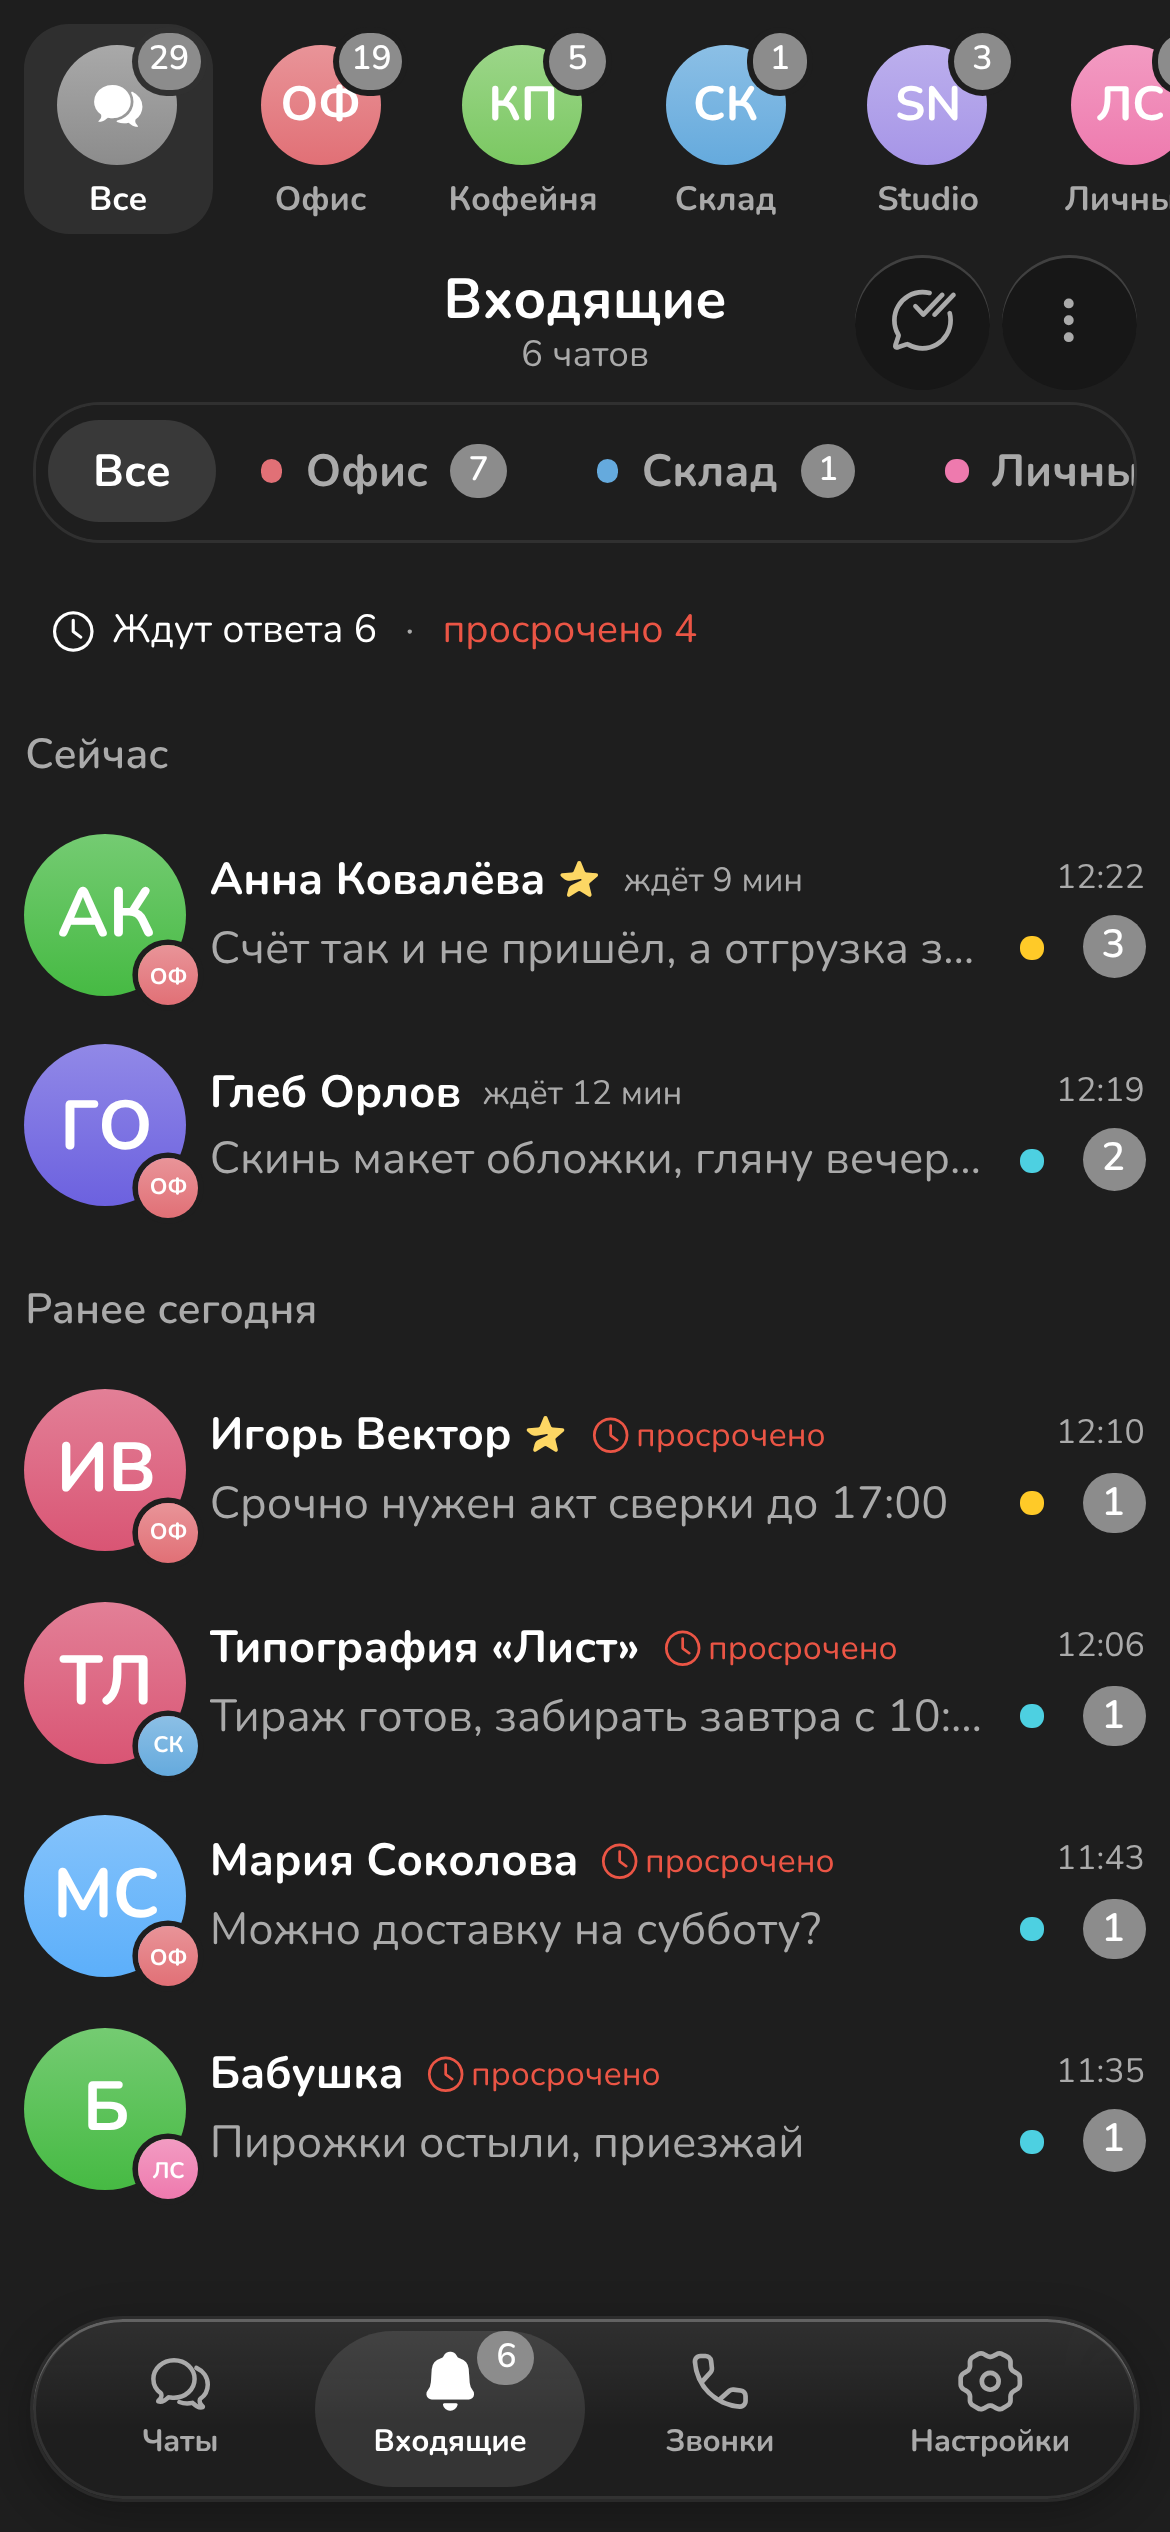 29
19
5
1
3
ОФ
КП
СК
SN
ЛС
Все
Офис
Кофейня
Склад
Studio
Личны
Входящие
6 чатов
Все
Офис 7
Склад 1
Личны
Ждут ответа 6 · просрочено 4
Сейчас
АК
ОФ
Анна Ковалёва ждёт 9 мин 12:22
Счёт так и не пришёл, а отгрузка з... 3
ГО
ОФ
Глеб Орлов ждёт 12 мин 12:19
Скинь макет обложки, гляну вечер... 2
Ранее сегодня
ИВ
ОФ
Игорь Вектор просрочено 12:10
Срочно нужен акт сверки до 17:00 1
ТЛ
СК
Типография «Лист» просрочено 12:06
Тираж готов, забирать завтра с 10:... 1
МС
ОФ
Мария Соколова просрочено 11:43
Можно доставку на субботу? 1
Б
ЛС
Бабушка просрочено 11:35
Пирожки остыли, приезжай 1
6
Чаты
Входящие
Звонки
Настройки